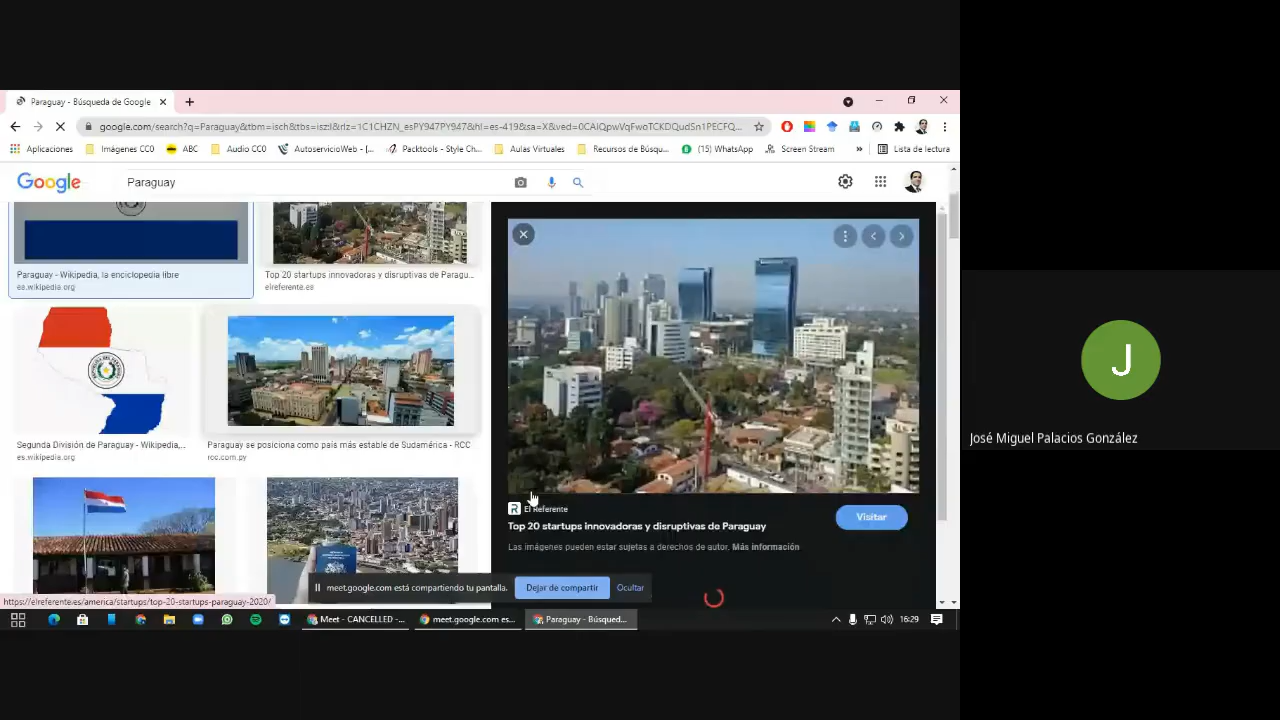 Paraguay - Búsqueda de Google
google.com/search?q=Paraguay&tbm=isch&tbs=isz:l&rlz=1C1CHZN_esPY947PY947&hl=es-419&sa=X&ved=0CAIQpwVqFwoTCKDQudSn1PECFQ...
Aplicaciones
Imágenes CC0
ABC
Audio CC0
AutoservicioWeb - [...
Packtools - Style Ch...
Aulas Virtuales
Recursos de Búsqu...
(15) WhatsApp
Screen Stream
»
Lista de lectura
Google
Paraguay
Paraguay - Wikipedia, la enciclopedia libre
es.wikipedia.org
Top 20 startups innovadoras y disruptivas de Paragu...
elreferente.es
Segunda División de Paraguay - Wikipedia,...
es.wikipedia.org
Paraguay se posiciona como país más estable de Sudamérica - RCC
rcc.com.py
R
El Referente
Top 20 startups innovadoras y disruptivas de Paraguay
Visitar
Las imágenes pueden estar sujetas a derechos de autor. Más información
meet.google.com está compartiendo tu pantalla.
Dejar de compartir
Ocultar
https://elreferente.es/america/startups/top-20-startups-paraguay-2020/
Meet - CANCELLED -...
meet.google.com es...
Paraguay - Búsqued...
16:29
J
José Miguel Palacios González